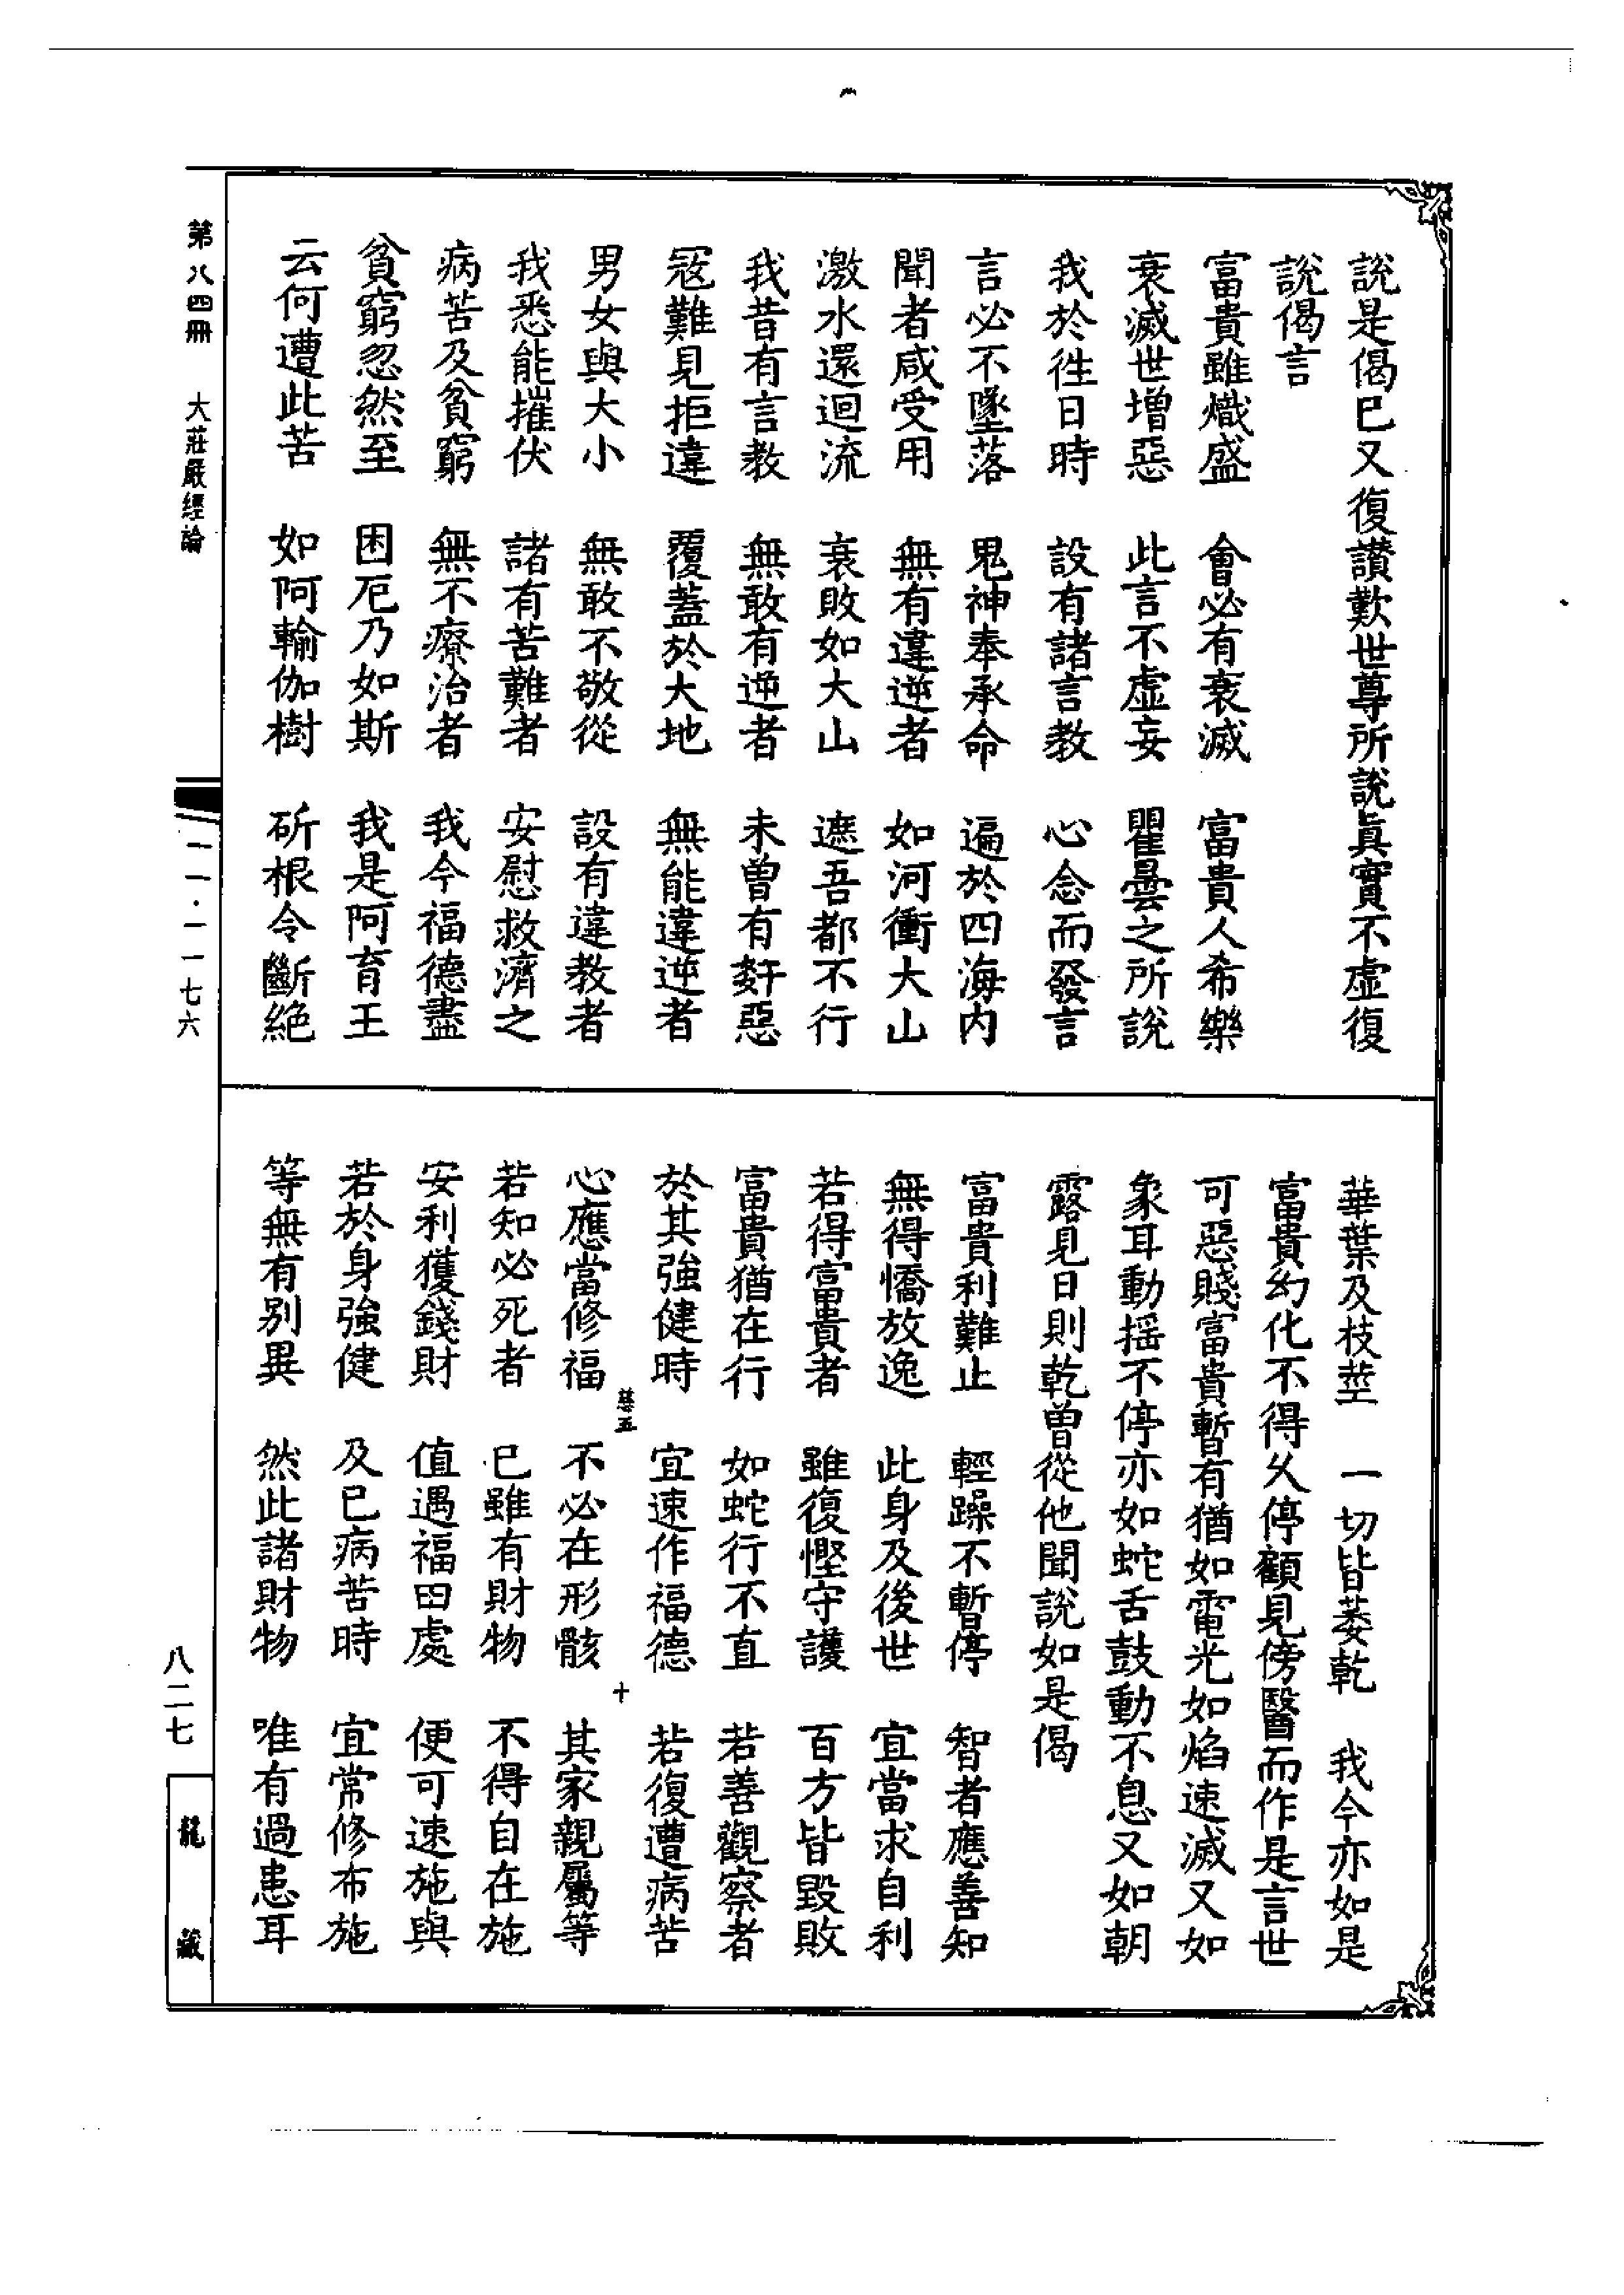 說是偈已又復讚歎世尊所說眞實不虛復
說偈言
富貴雖熾盛　會必有衰滅　富貴人希樂
衰滅世增惡　此言不虛妄　瞿曇之所說
我於徃日時　設有諸言教　心念而發言
言必不墜落　鬼神奉承命　遍於四海內
聞者咸受用　無有違逆者　如河衝大山
激水還迴流　衰敗如大山　遮吾都不行
我昔有言教　無敢有逆者　未曾有姧惡
冦難見拒違　覆蓋於大地　無能違逆者
男女與大小　無敢不敬從　設有違教者
我悉能摧伏　諸有苦難者　安慰救濟之
病苦及貧窮　無不療治者　我今福德盡
貧窮忽然至　困厄乃如斯　我是阿育王
云何遭此苦　如阿輸伽樹　斫根令斷絕
華葉及枝莖　一切皆萎乾　我今亦如是
富貴幻化不得久停顧見傍醫而作是言世
可惡賤富貴暫有猶如電光如焰速滅又如
象耳動摇不停亦如蛇舌鼓動不息又如朝
露見日則乾曾從他聞說如是偈
富貴利難止　輕躁不暫停　智者應善知
無得憍放逸　此身及後世　宜當求自利
若得富貴者　雖復慳守護　百方皆毀敗
富貴猶在行　如蛇行不直　若善觀察者
於其強健時　宜速作福德　若復遭病苦
慈五　十
心應當修福　不必在形骸　其家親屬等
若知必死者　已雖有財物　不得自在施
安利獲錢財　值遇福田處　便可速施與
若於身強健　及已病苦時　宜常修布施
等無有別異　然此諸財物　唯有過患耳
第八四冊　大莊嚴經論　一一一·一一七六
八二七　龍藏